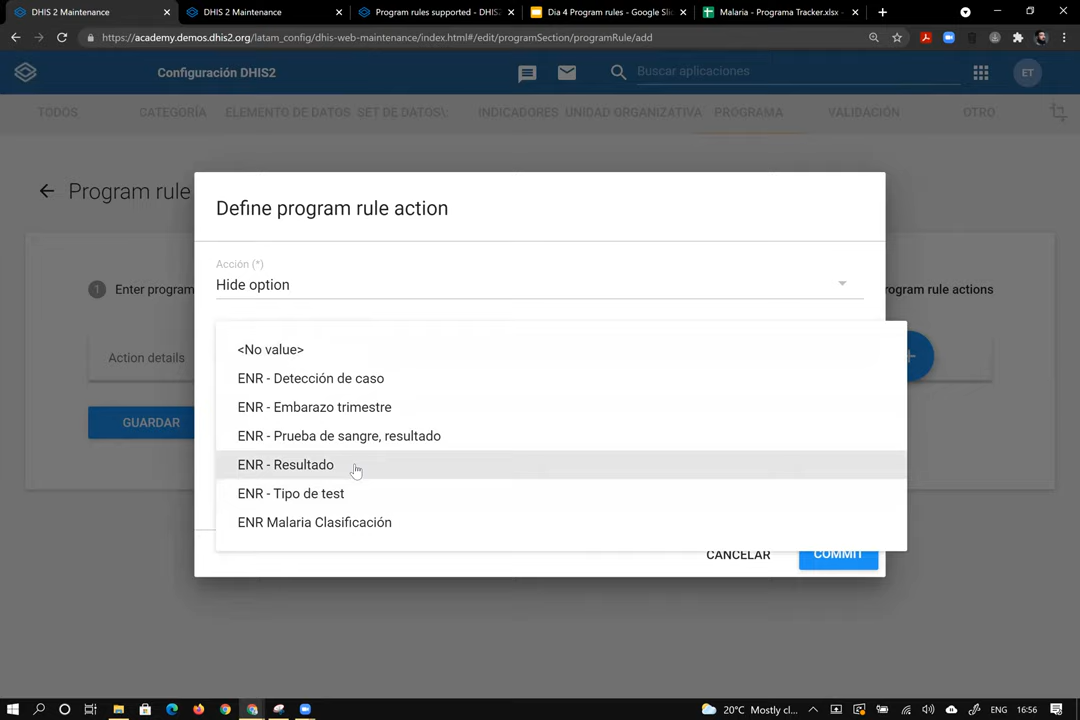 DHIS 2 Maintenance
DHIS 2 Maintenance
Program rules supported - DHIS
Dia 4 Program rules - Google Slid
Malaria - Programa Tracker.xlsx -
https://academy.demos.dhis2.org/latam_config/dhis-web-maintenance/index.html#/edit/programSection/programRule/add
Configuración DHIS2
Buscar aplicaciones
ET
TODOS CATEGORÍA ELEMENTO DE DATOS SET DE DATOS\; INDICADORES UNIDAD ORGANIZATIVA PROGRAMA VALIDACIÓN OTRO
Program rule
Define program rule action
Acción (*)
Hide option
1 Enter program
rogram rule actions
<No value>
Action details
ENR - Detección de caso
ENR - Embarazo trimestre
GUARDAR
ENR - Prueba de sangre, resultado
ENR - Resultado
ENR - Tipo de test
ENR Malaria Clasificación
CANCELAR
COMMIT
20°C Mostly cl...
ENG
16:56